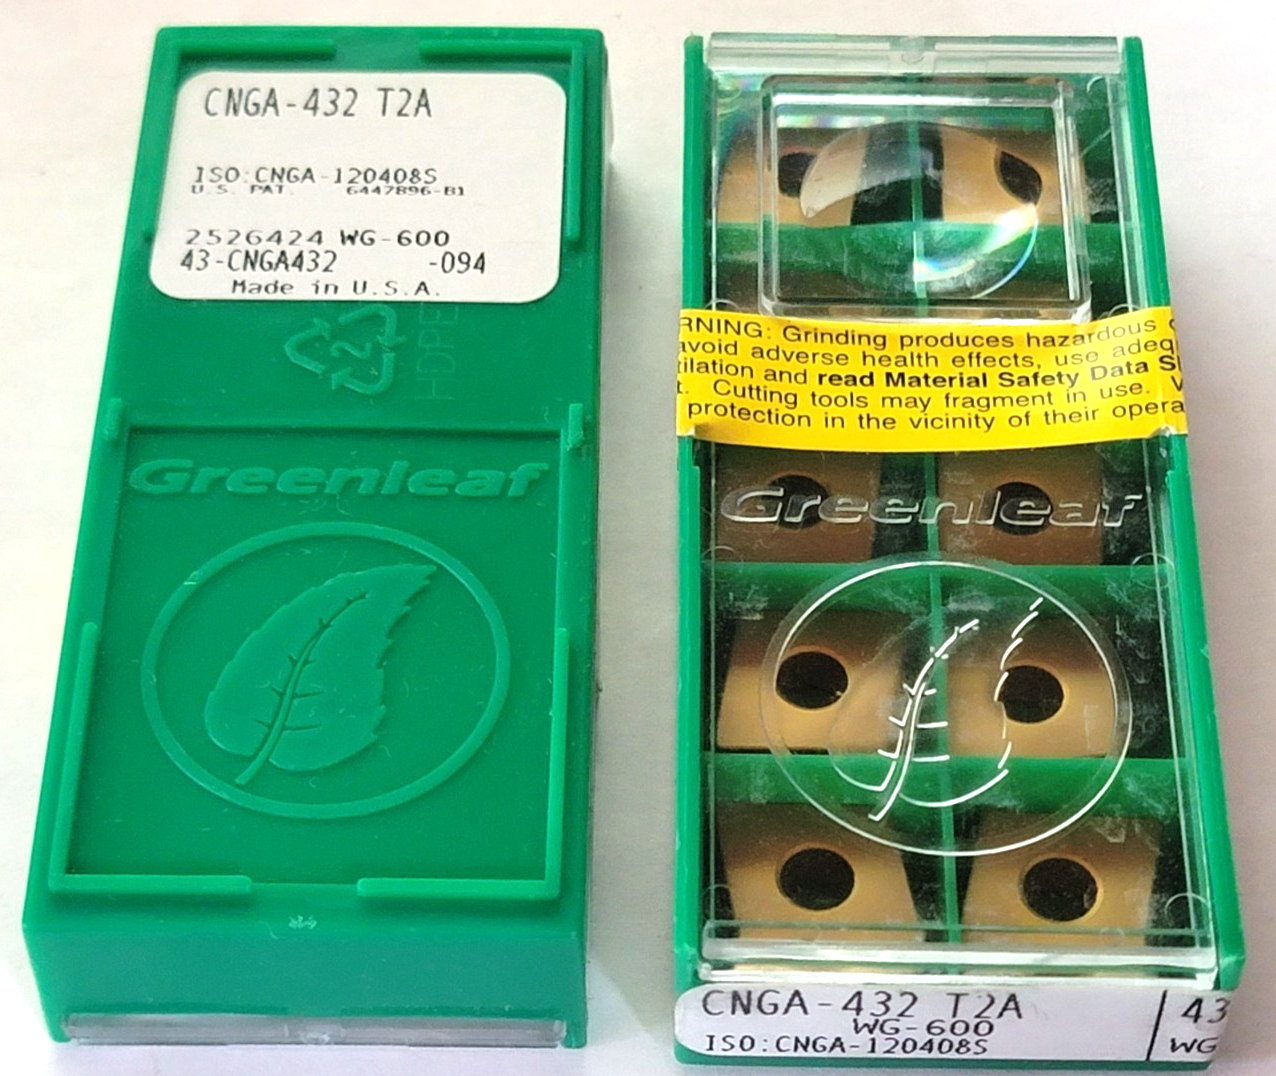 CNGA-432 T2A
ISO:CNGA-120408S
U.S. PAT. 6447896-B1
2526424 WG-600
43-CNGA432 -094
Made in U.S.A.
2
HDPE
Greenleaf
RNING: Grinding produces hazardous
avoid adverse health effects, use adeq
tilation and read Material Safety Data S
t. Cutting tools may fragment in use.
protection in the vicinity of their opera
Greenleaf
CNGA-432 T2A
WG-600
ISO:CNGA-120408S
43
WG